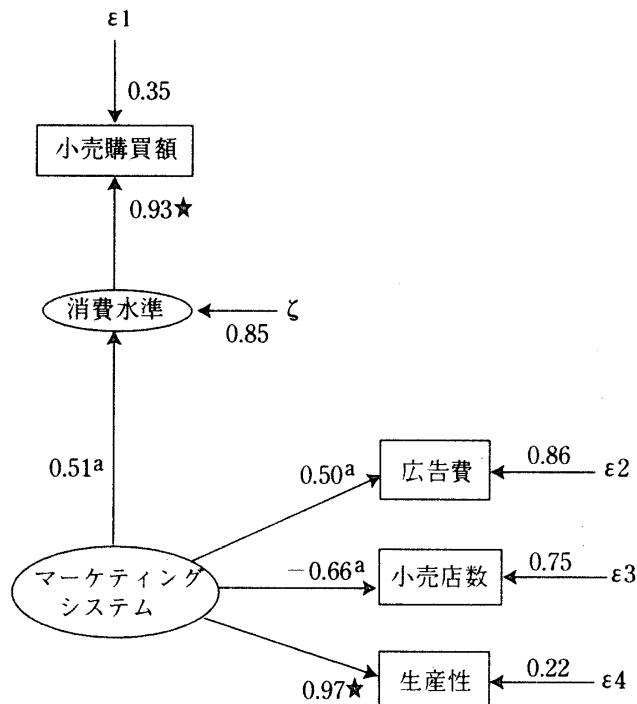 ε1
0.35
小売購買額
0.93★
消費水準
ζ
0.85
0.51a
0.50a
広告費
0.86
ε2
マーケティング
システム
−0.66a
小売店数
0.75
ε3
0.97★
生産性
0.22
ε4